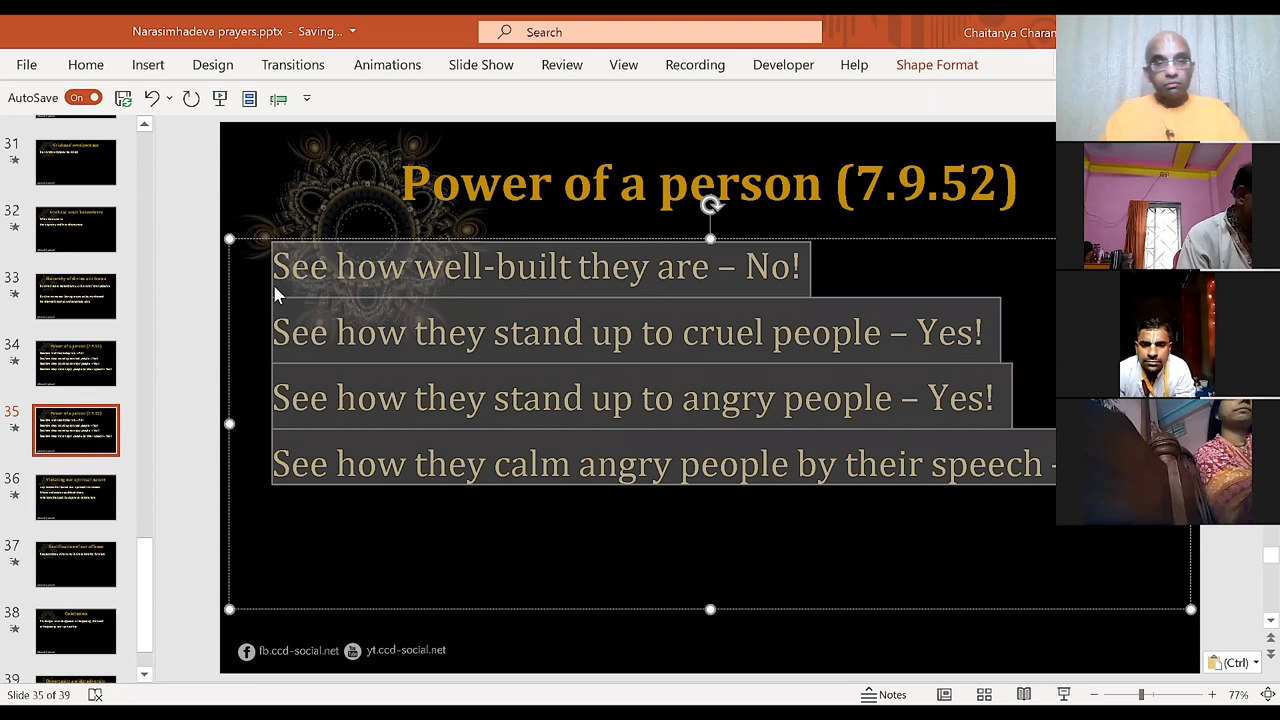 Narasimhadeva prayers.pptx - Saving...
Search
Chaitanya Charan
File Home Insert Design Transitions Animations Slide Show Review View Recording Developer Help Shape Format
AutoSave On
31
32
33
34
35
36
37
38
39
Power of a person (7.9.52)
See how well-built they are – No!
See how they stand up to cruel people – Yes!
See how they stand up to angry people – Yes!
See how they calm angry people by their speech -
fb.ccd-social.net yt.ccd-social.net
(Ctrl)
Slide 35 of 39
Notes
77%